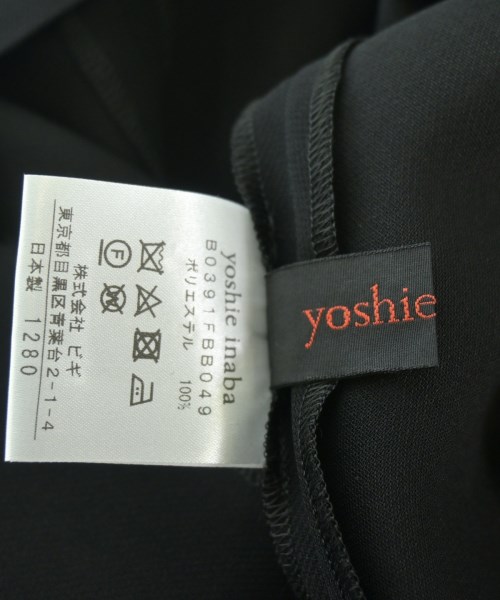 yoshie inaba
B0391FBB049
ポリエステル 100%
株式会社 ビギ
東京都目黒区青葉台2-1-4
日本製 1280
yoshie